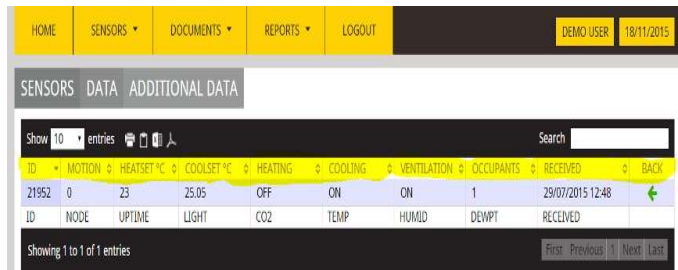 HOME SENSORS DOCUMENTS REPORTS LOGOUT DEMO USER 18/11/2015
SENSORS DATA ADDITIONAL DATA
Show 10 entries Search
ID MOTION HEATSET °C COOLSET °C HEATING COOLING VENTILATION OCCUPANTS RECEIVED BACK
21952 0 23 25.05 OFF ON ON 1 29/07/2015 12:48
ID NODE UPTIME LIGHT CO2 TEMP HUMID DEWPT RECEIVED
Showing 1 to 1 of 1 entries First Previous 1 Next Last